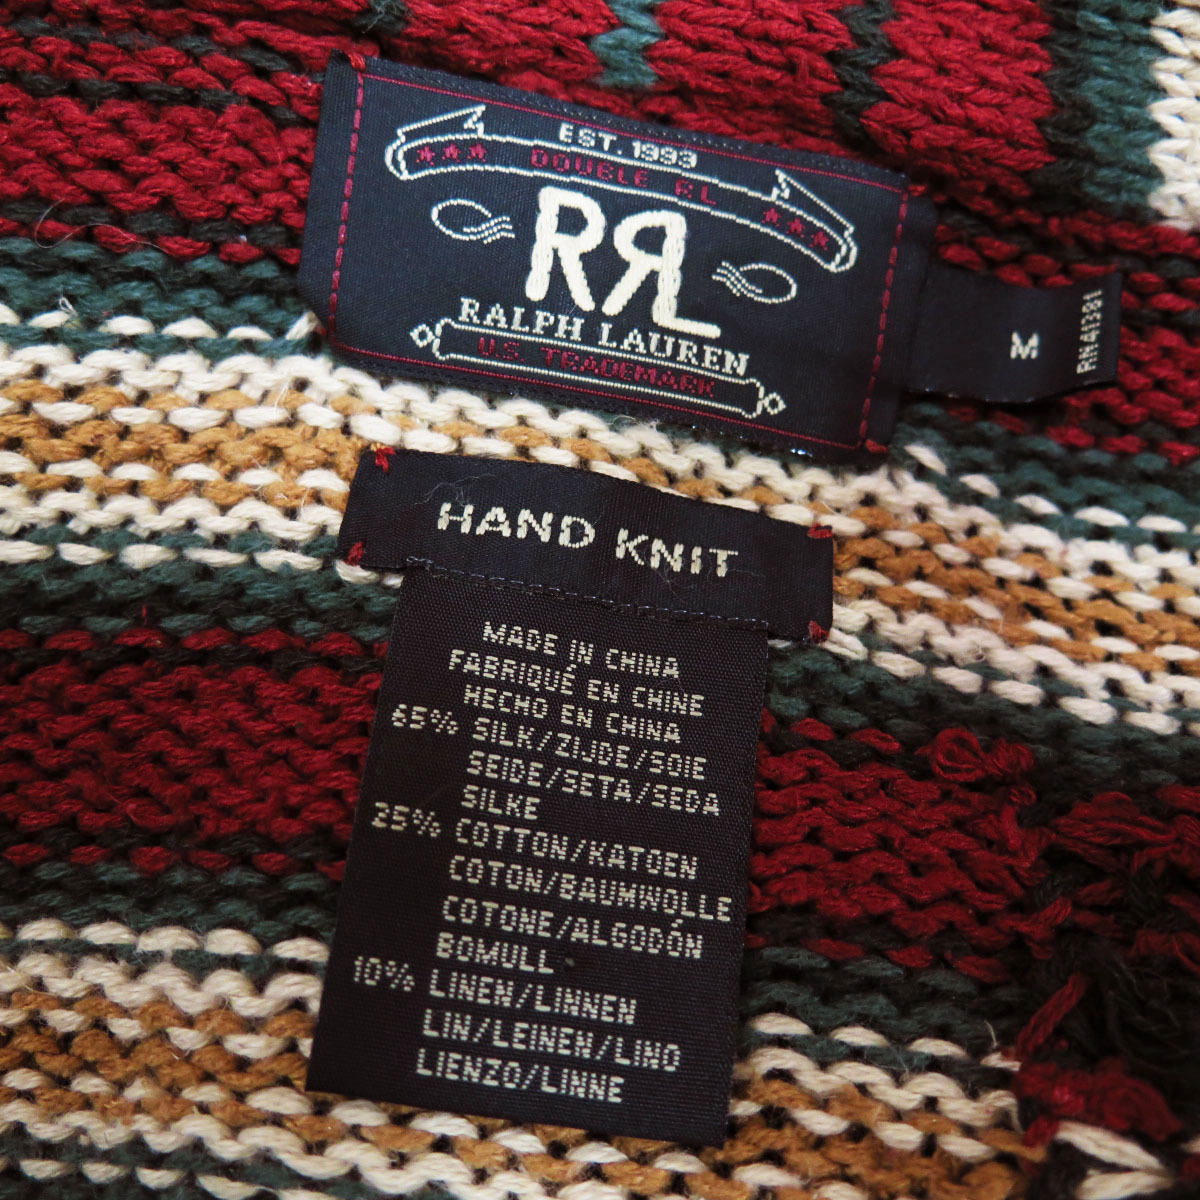 EST. 1993
DOUBLE RL
RRL
RALPH LAUREN
U.S. TRADEMARK
M
RN41381
HAND KNIT
MADE IN CHINA
FABRIQUÉ EN CHINE
HECHO EN CHINA
65% SILK/ZIJDE/SOIE
SEIDE/SETA/SEDA
SILKE
25% COTTON/KATOEN
COTON/BAUMWOLLE
COTONE/ALGODÓN
BOMULL
10% LINEN/LINNEN
LIN/LEINEN/LINO
LIENZO/LINNE